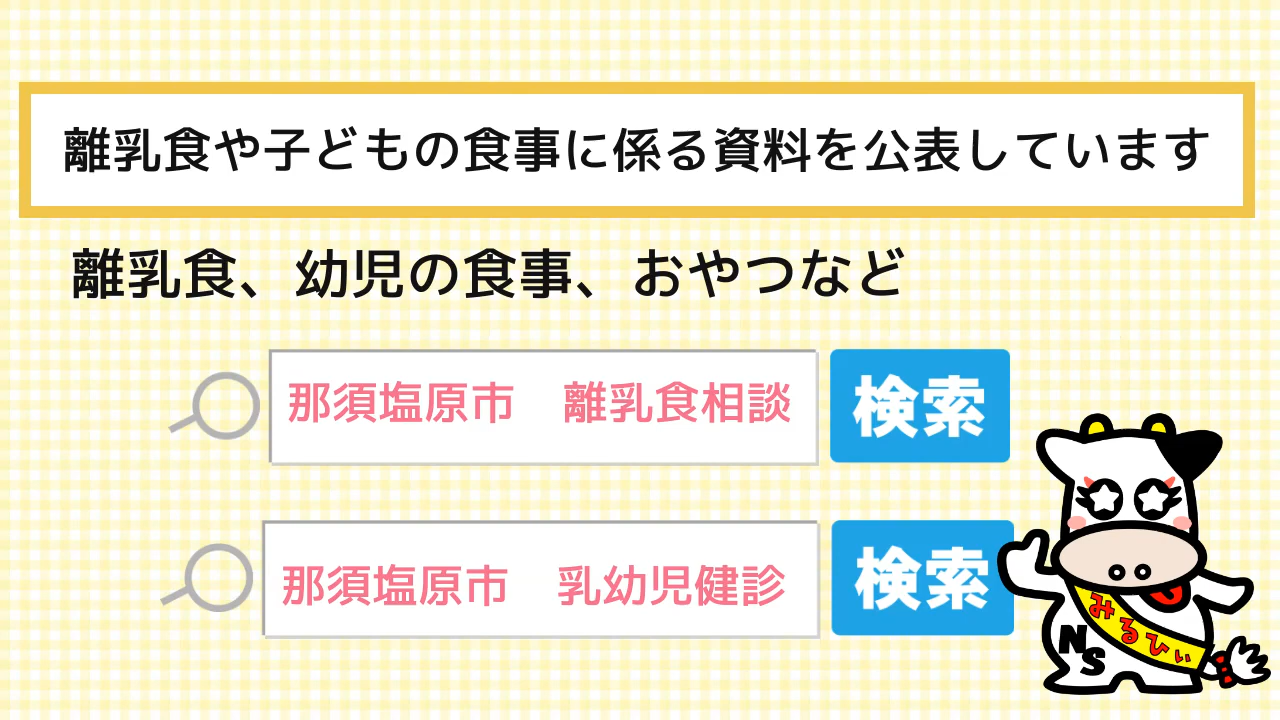 離乳食や子どもの食事に係る資料を公表しています
離乳食、幼児の食事、おやつなど
那須塩原市　離乳食相談
検索
那須塩原市　乳幼児健診
検索
みるひぃ
NS